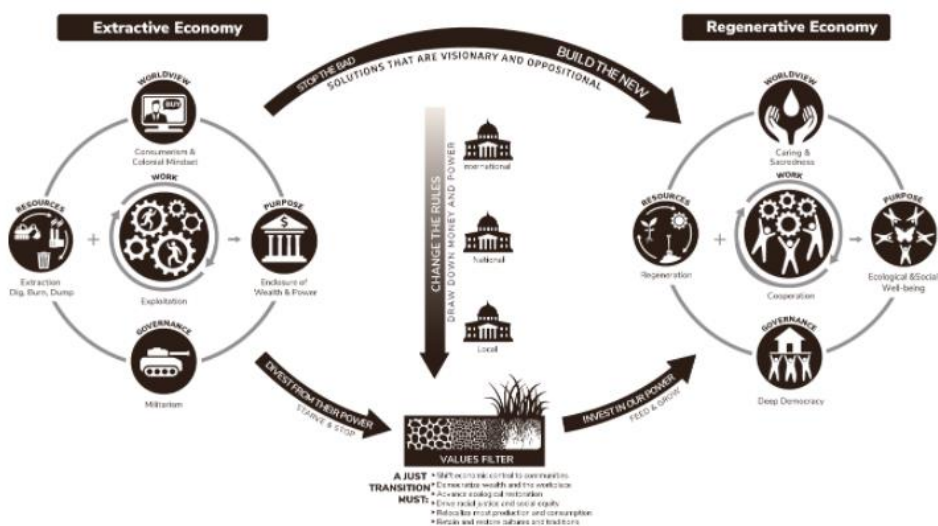 Extractive Economy
WORLDVIEW
BUY
Consumerism &
Colonial Mindset
RESOURCES
Extraction
Dig, Burn, Dump
WORK
Exploitation
PURPOSE
$
Enclosure of
Wealth & Power
GOVERNANCE
Militarism
STOP THE BAD
BUILD THE NEW
SOLUTIONS THAT ARE VISIONARY AND OPPOSITIONAL
CHANGE THE RULES
DRAW DOWN MONEY AND POWER
International
National
Local
DIVEST FROM THEIR POWER
STARVE & STOP
VALUES FILTER
A JUST
TRANSITION
MUST:
• Shift economic control to communities
• Democratize wealth and the workplace
• Advance ecological restoration
• Drive racial justice and social equity
• Relocalize most production and consumption
• Retain and restore cultures and traditions
INVEST IN OUR POWER
FEED & GROW
Regenerative Economy
WORLDVIEW
Caring &
Sacredness
RESOURCES
Regeneration
WORK
Cooperation
PURPOSE
Ecological &Social
Well-being
GOVERNANCE
Deep Democracy